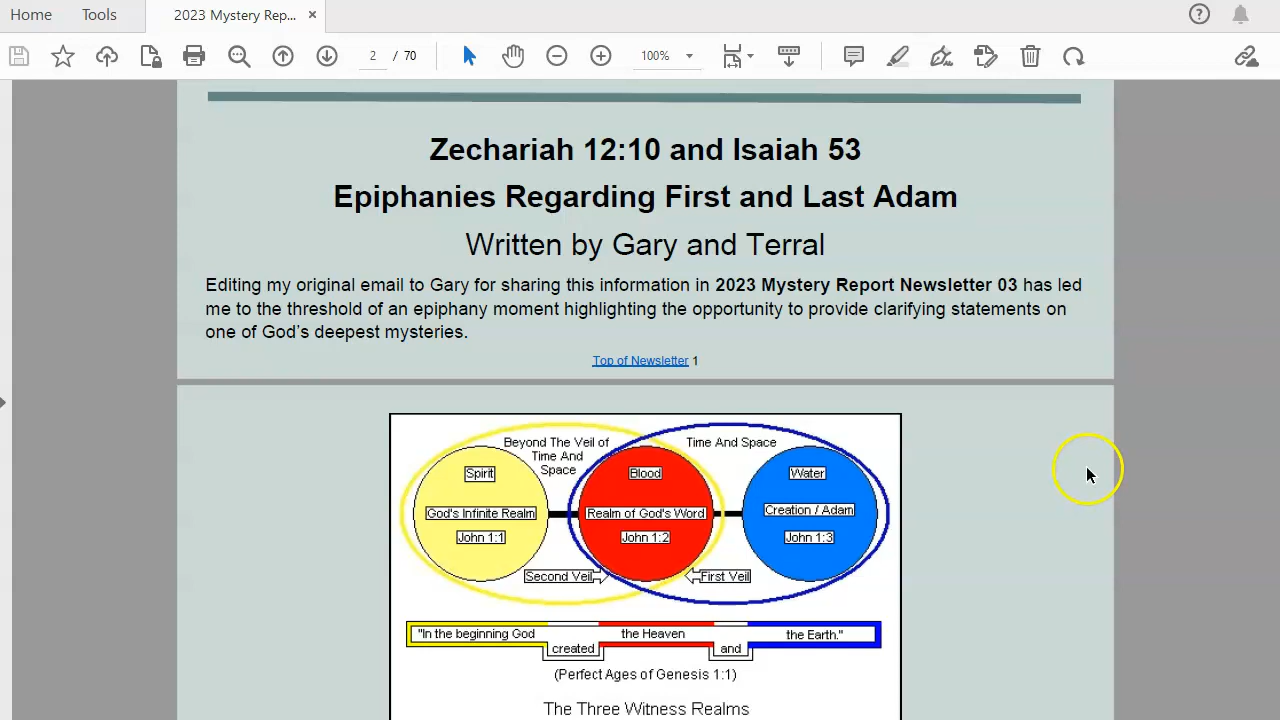 Home Tools 2023 Mystery Rep... ×
2 / 70 100%
Zechariah 12:10 and Isaiah 53
Epiphanies Regarding First and Last Adam
Written by Gary and Terral
Editing my original email to Gary for sharing this information in 2023 Mystery Report Newsletter 03 has led
me to the threshold of an epiphany moment highlighting the opportunity to provide clarifying statements on
one of God's deepest mysteries.
Top of Newsletter 1
Beyond The Veil of
Time And
Space
Time And Space
Spirit
Blood
Water
God's Infinite Realm
Realm of God's Word
Creation / Adam
John 1:1
John 1:2
John 1:3
Second Veil
First Veil
"In the beginning God
created
the Heaven
and
the Earth."
(Perfect Ages of Genesis 1:1)
The Three Witness Realms